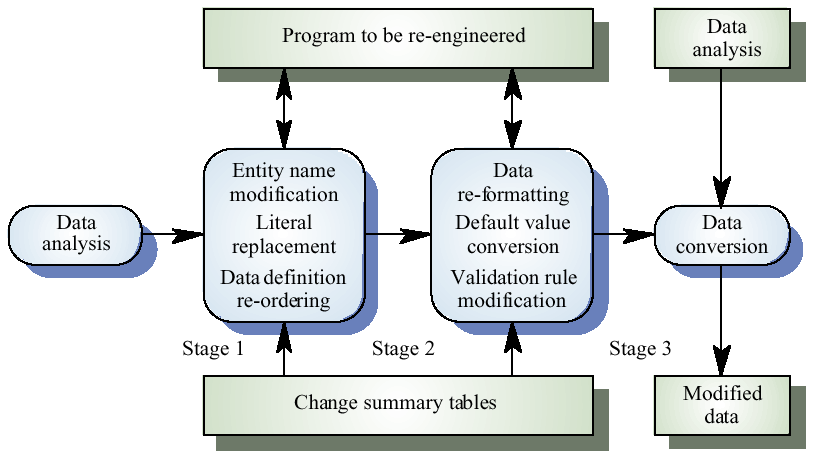 Program to be re-engineered
Data
analysis
Entity name
modification
Literal
replacement
Data definition
re-ordering
Data
re-formatting
Default value
conversion
Validation rule
modification
Data
analysis
Data
conversion
Stage 1
Stage 2
Stage 3
Change summary tables
Modified
data